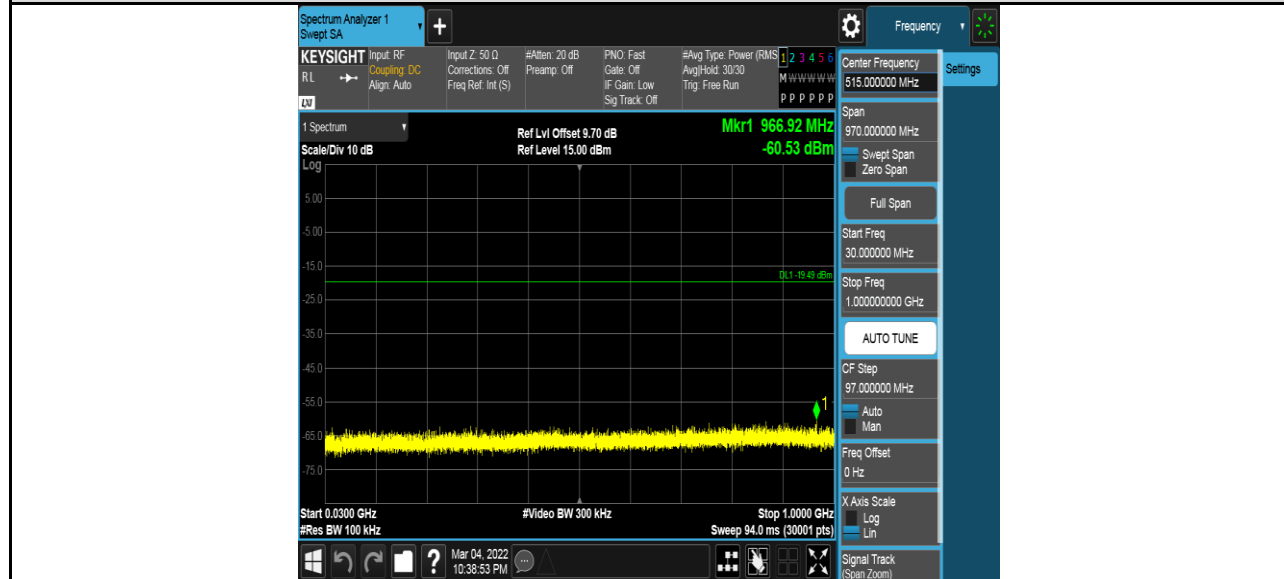 Spectrum Analyzer 1
Swept SA
+
Frequency
KEYSIGHT
RL
LXI
Input: RF
Coupling: DC
Align: Auto
Input Z: 50 Ω
Corrections: Off
Freq Ref: Int (S)
#Atten: 20 dB
Preamp: Off
PNO: Fast
Gate: Off
IF Gain: Low
Sig Track: Off
#Avg Type: Power (RMS
Avg|Hold: 30/30
Trig: Free Run
1 2 3 4 5 6
M W W W W W
P P P P P P
1 Spectrum
Scale/Div 10 dB
Ref Lvl Offset 9.70 dB
Ref Level 15.00 dBm
Mkr1 966.92 MHz
-60.53 dBm
Log
5.00
-5.00
-15.0
DL1 -19.49 dBm
-25.0
-35.0
-45.0
-55.0
1
-65.0
-75.0
Start 0.0300 GHz
#Res BW 100 kHz
#Video BW 300 kHz
Stop 1.0000 GHz
Sweep 94.0 ms (30001 pts)
?
Mar 04, 2022
10:38:53 PM
Center Frequency
515.000000 MHz
Settings
Span
970.000000 MHz
Swept Span
Zero Span
Full Span
Start Freq
30.000000 MHz
Stop Freq
1.000000000 GHz
AUTO TUNE
CF Step
97.000000 MHz
Auto
Man
Freq Offset
0 Hz
X Axis Scale
Log
Lin
Signal Track
(Span Zoom)